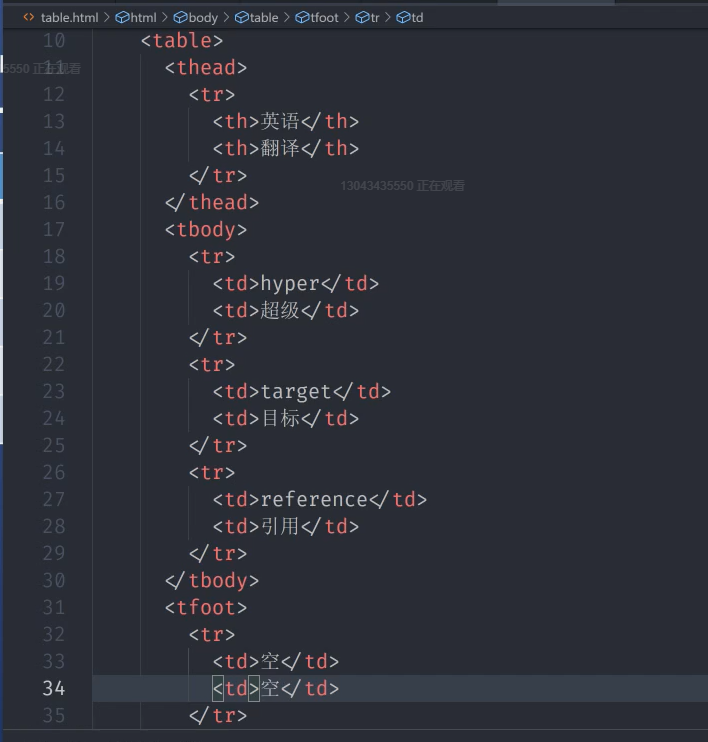 table.html > html > body > table > tfoot > tr > td
10 <table>
5550 正在观看
11 <thead>
12 <tr>
13 <th>英语</th>
14 <th>翻译</th>
15 </tr>
13043435550 正在观看
16 </thead>
17 <tbody>
18 <tr>
19 <td>hyper</td>
20 <td>超级</td>
21 </tr>
22 <tr>
23 <td>target</td>
24 <td>目标</td>
25 </tr>
26 <tr>
27 <td>reference</td>
28 <td>引用</td>
29 </tr>
30 </tbody>
31 <tfoot>
32 <tr>
33 <td>空</td>
34 <td>空</td>
35 </tr>